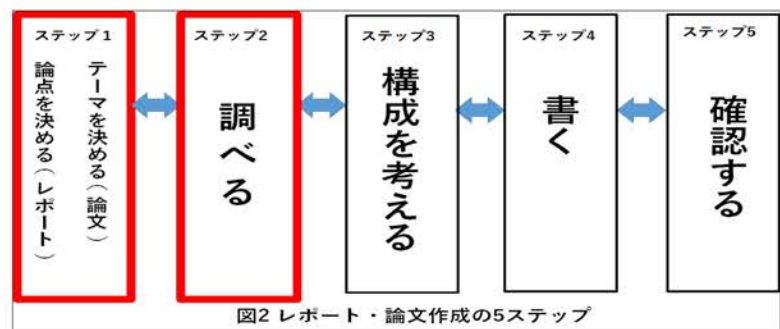 ステップ1
テーマを決める（論文）
論点を決める（レポート）
ステップ2
調べる
ステップ3
構成を考える
ステップ4
書く
ステップ5
確認する
図2 レポート・論文作成の5ステップ